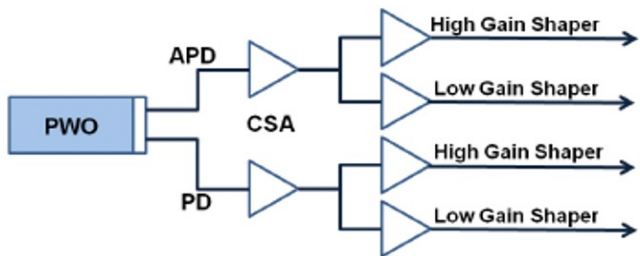 High Gain Shaper
APD
Low Gain Shaper
PWO
CSA
High Gain Shaper
PD
Low Gain Shaper